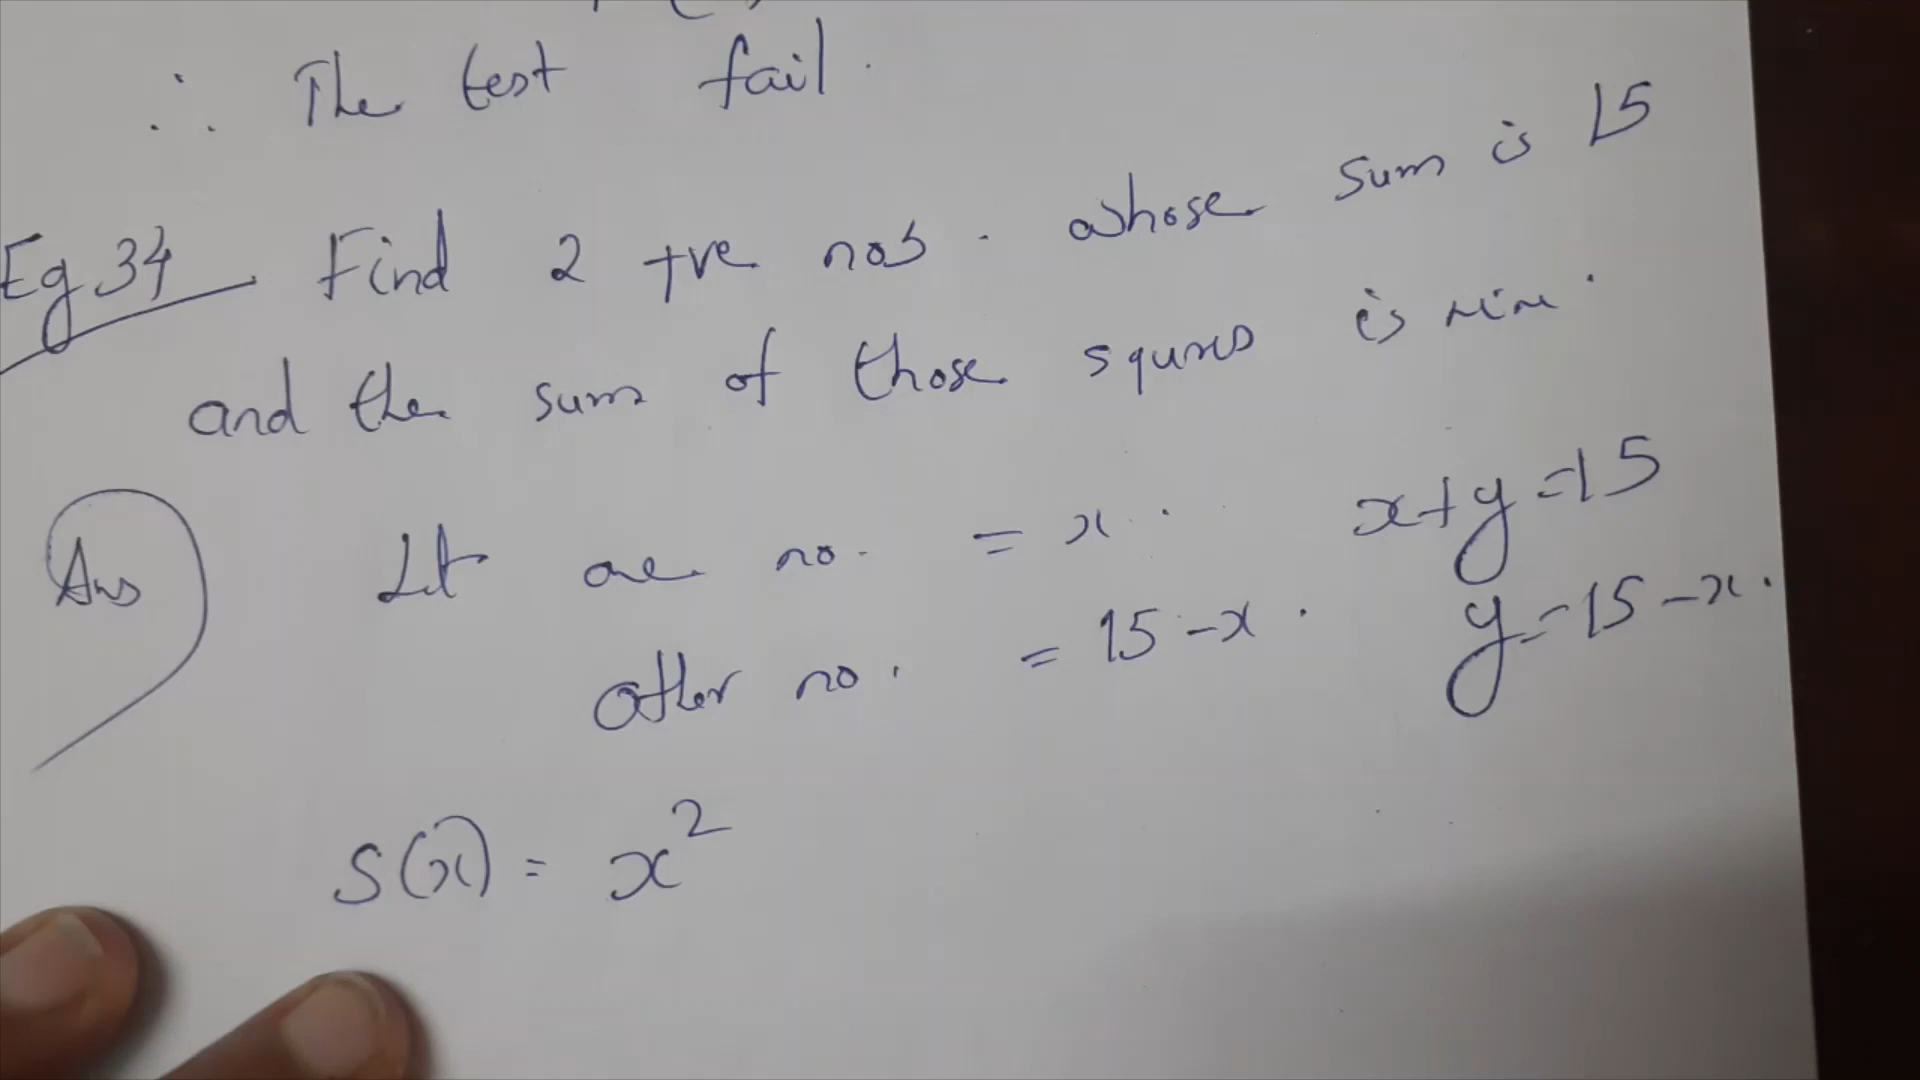 ∴ The test fail.
Eg 34 Find 2 +ve nos. whose sum is 15
and the sum of those squres is min.
Ans Let one no. = x. x+y=15
other no. = 15-x. y=15-x.
S(x) = x²